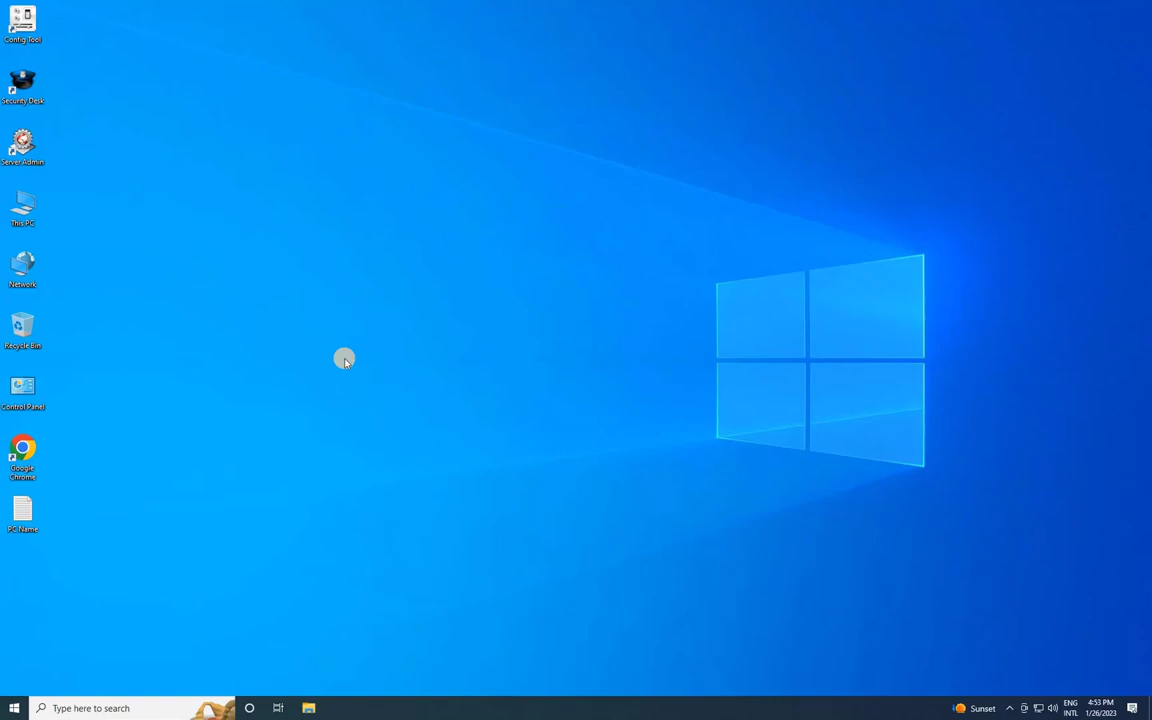 Config Tool
Security Desk
Server Admin
This PC
Network
Recycle Bin
Control Panel
Google
Chrome
PC Name
Type here to search
Sunset
ENG
INTL
4:53 PM
1/26/2023